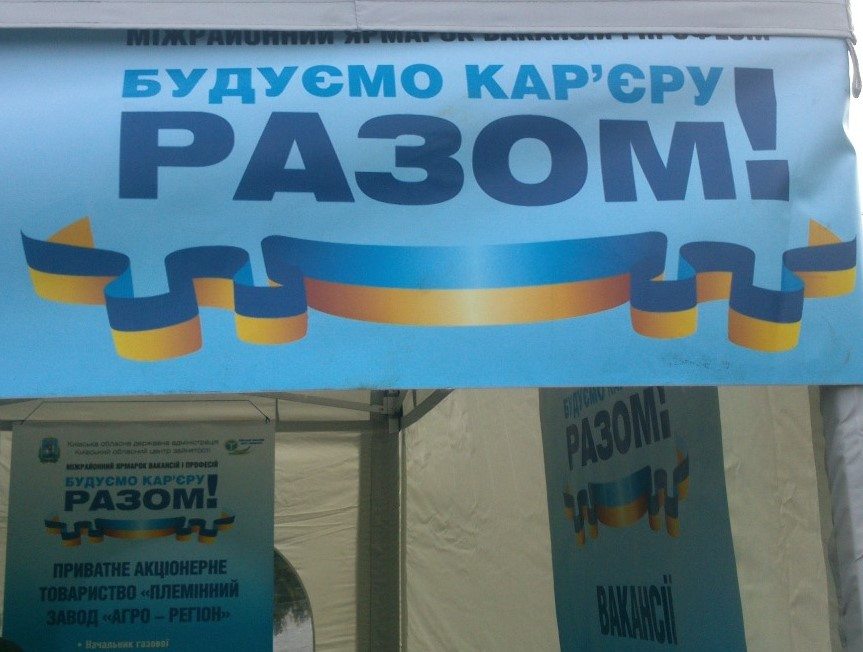 МІЖРАЙОННИЙ ЯРМАРОК ВАКАНСІЙ І ПРОФЕСІЙ
БУДУЄМО КАР'ЄРУ
РАЗОМ!
Київська обласна державна адміністрація
Київський обласний центр зайнятості
МІЖРАЙОННИЙ ЯРМАРОК ВАКАНСІЙ І ПРОФЕСІЙ
БУДУЄМО КАР'ЄРУ
РАЗОМ!
ПРИВАТНЕ АКЦІОНЕРНЕ
ТОВАРИСТВО «ПЛЕМІННИЙ
ЗАВОД «АГРО – РЕГІОН»
• Начальник газової
БУДУЄМО КАР'ЄРУ
РАЗОМ!
ВАКАНСІЇ